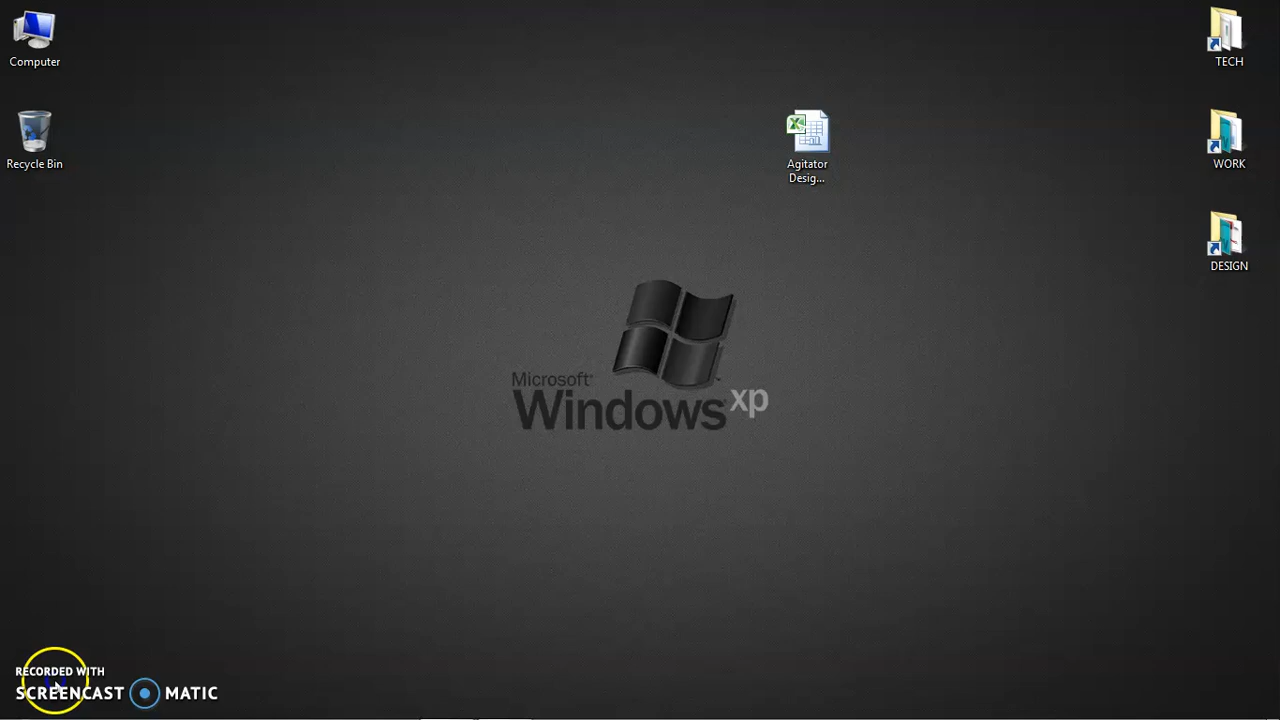 Computer
TECH
Recycle Bin
Agitator
Desig...
WORK
DESIGN
Microsoft
Windows xp
RECORDED WITH
SCREENCAST MATIC